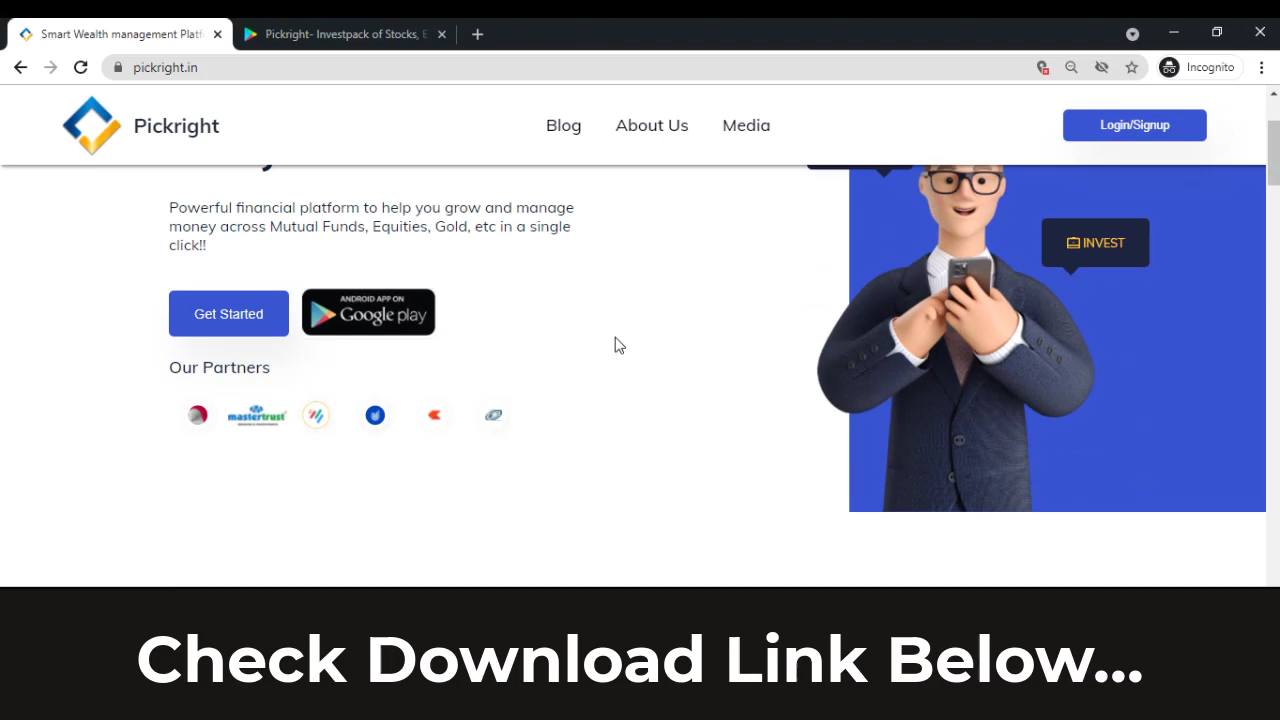 Smart Wealth management Platf
Pickright- Investpack of Stocks, E
pickright.in
Incognito
Pickright
Blog
About Us
Media
Login/Signup
Powerful financial platform to help you grow and manage
money across Mutual Funds, Equities, Gold, etc in a single
click!!
INVEST
Get Started
ANDROID APP ON
Google play
Our Partners
mastertrust
Check Download Link Below...